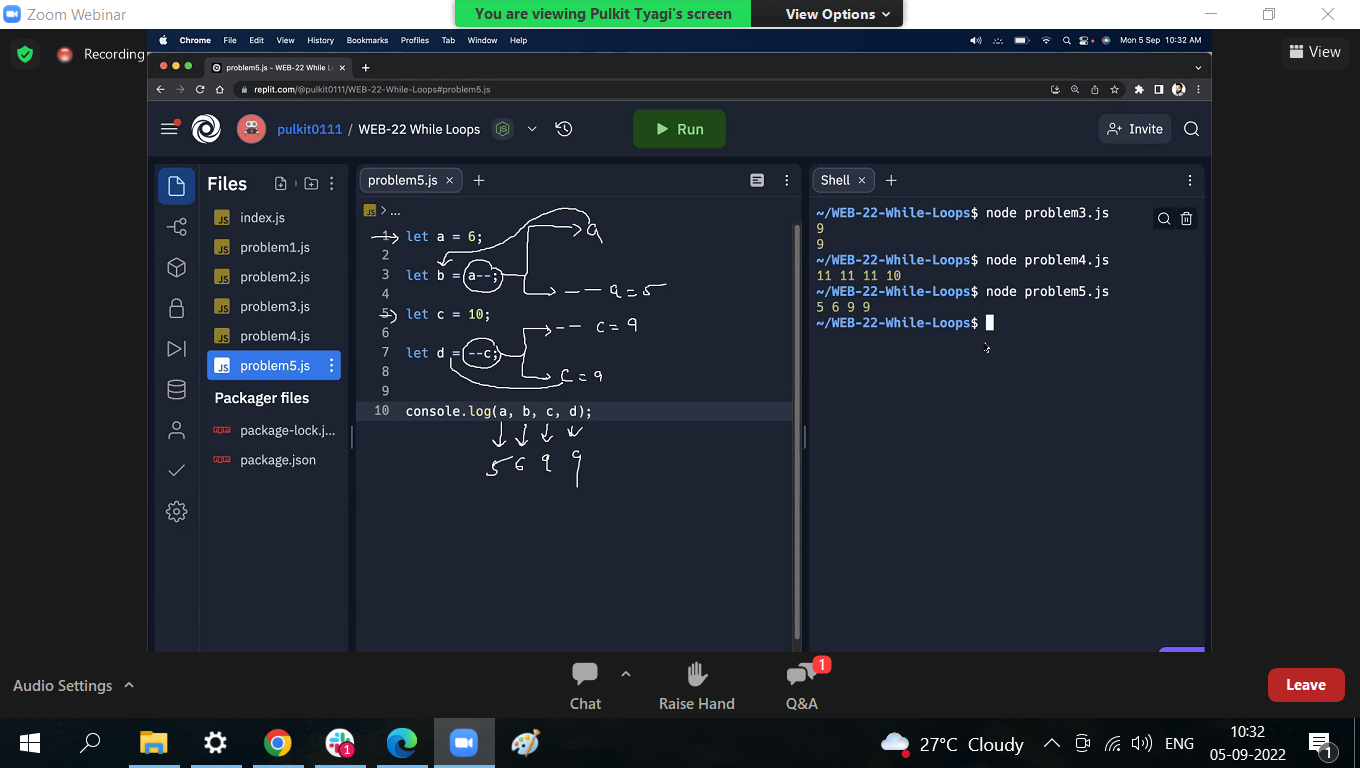 Zoom Webinar
You are viewing Pulkit Tyagi's screen
View Options
Recording
View
Chrome File Edit View History Bookmarks Profiles Tab Window Help
Mon 5 Sep 10:32 AM
problem5.js - WEB-22 While L
replit.com/@pulkit0111/WEB-22-While-Loops#problem5.js
pulkit0111 / WEB-22 While Loops
Run
Invite
Files
index.js
problem1.js
problem2.js
problem3.js
problem4.js
problem5.js
Packager files
package-lock.j...
package.json
problem5.js
JS > ...
1 let a = 6;
2
3 let b = a--;
4
5 let c = 10;
6
7 let d = --c;
8
9
10 console.log(a, b, c, d);
a
-- a=5
-- c=9
c=9
5 6 9 9
Shell
~/WEB-22-While-Loops$ node problem3.js
9
9
~/WEB-22-While-Loops$ node problem4.js
11 11 11 10
~/WEB-22-While-Loops$ node problem5.js
5 6 9 9
~/WEB-22-While-Loops$
Audio Settings
Chat
Raise Hand
1
Q&A
Leave
1
27°C Cloudy
ENG
10:32
05-09-2022
1